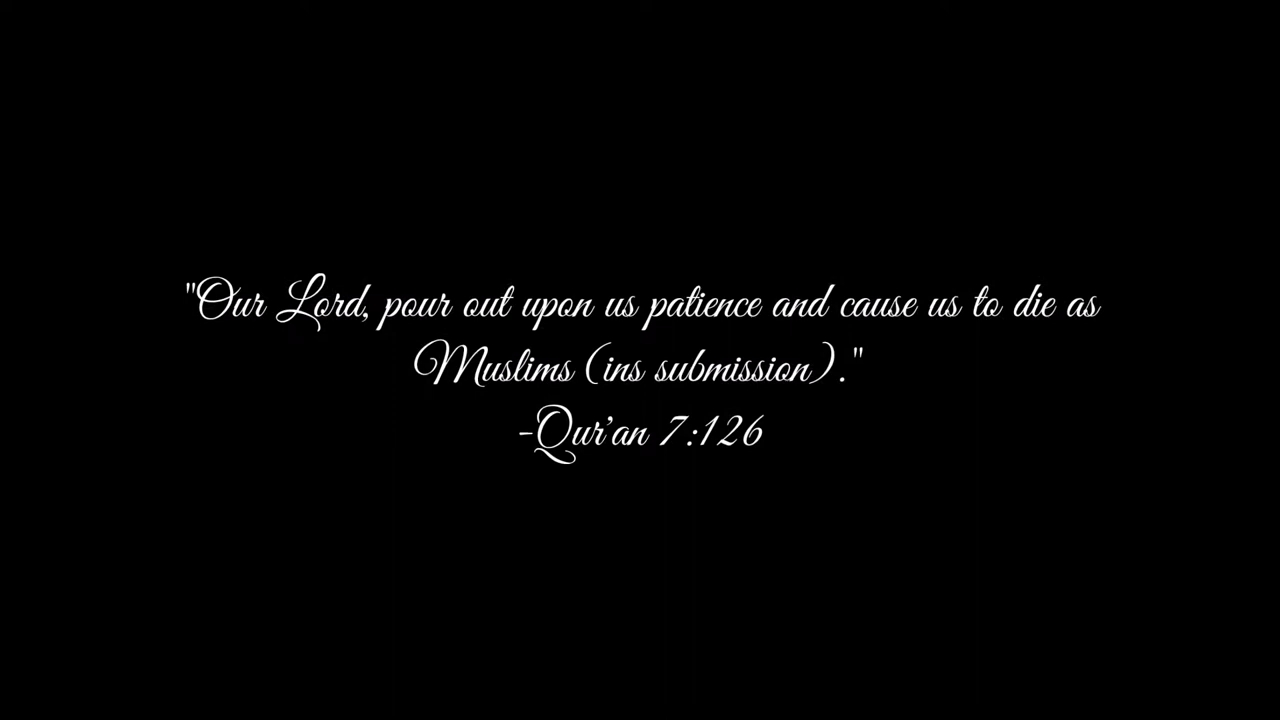 "Our Lord, pour out upon us patience and cause us to die as
Muslims (ins submission)."
-Qur'an 7:126